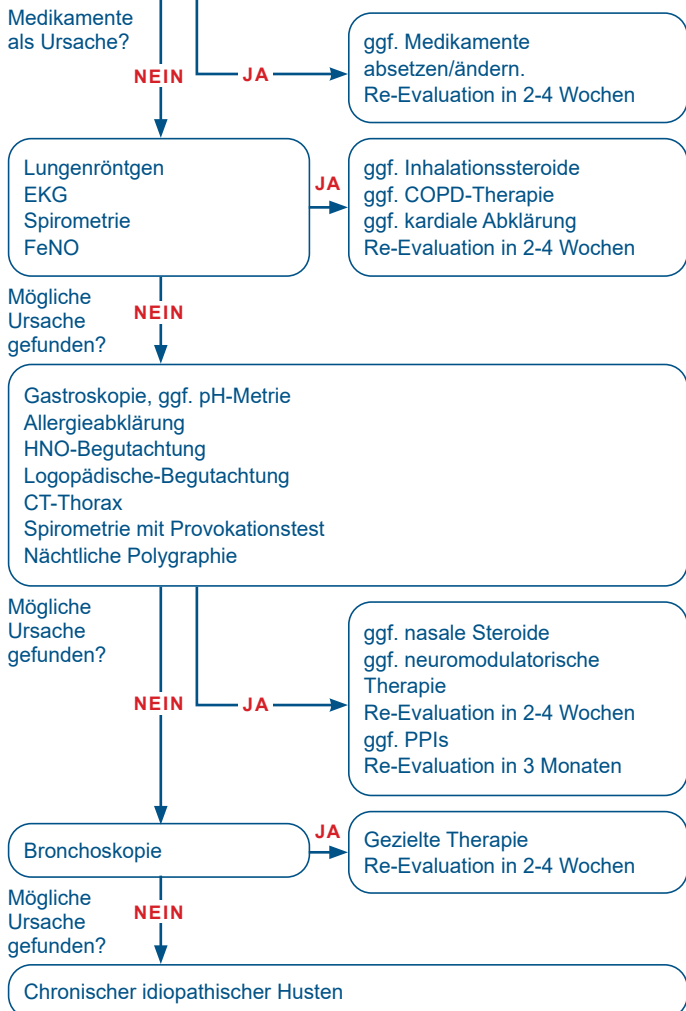 Medikamente
als Ursache?
NEIN
JA
ggf. Medikamente
absetzen/ändern.
Re-Evaluation in 2-4 Wochen
Lungenröntgen
EKG
Spirometrie
FeNO
JA
ggf. Inhalationssteroide
ggf. COPD-Therapie
ggf. kardiale Abklärung
Re-Evaluation in 2-4 Wochen
Mögliche
Ursache
gefunden?
NEIN
Gastroskopie, ggf. pH-Metrie
Allergieabklärung
HNO-Begutachtung
Logopädische-Begutachtung
CT-Thorax
Spirometrie mit Provokationstest
Nächtliche Polygraphie
Mögliche
Ursache
gefunden?
NEIN
JA
ggf. nasale Steroide
ggf. neuromodulatorische
Therapie
Re-Evaluation in 2-4 Wochen
ggf. PPIs
Re-Evaluation in 3 Monaten
Bronchoskopie
JA
Gezielte Therapie
Re-Evaluation in 2-4 Wochen
Mögliche
Ursache
gefunden?
NEIN
Chronischer idiopathischer Husten